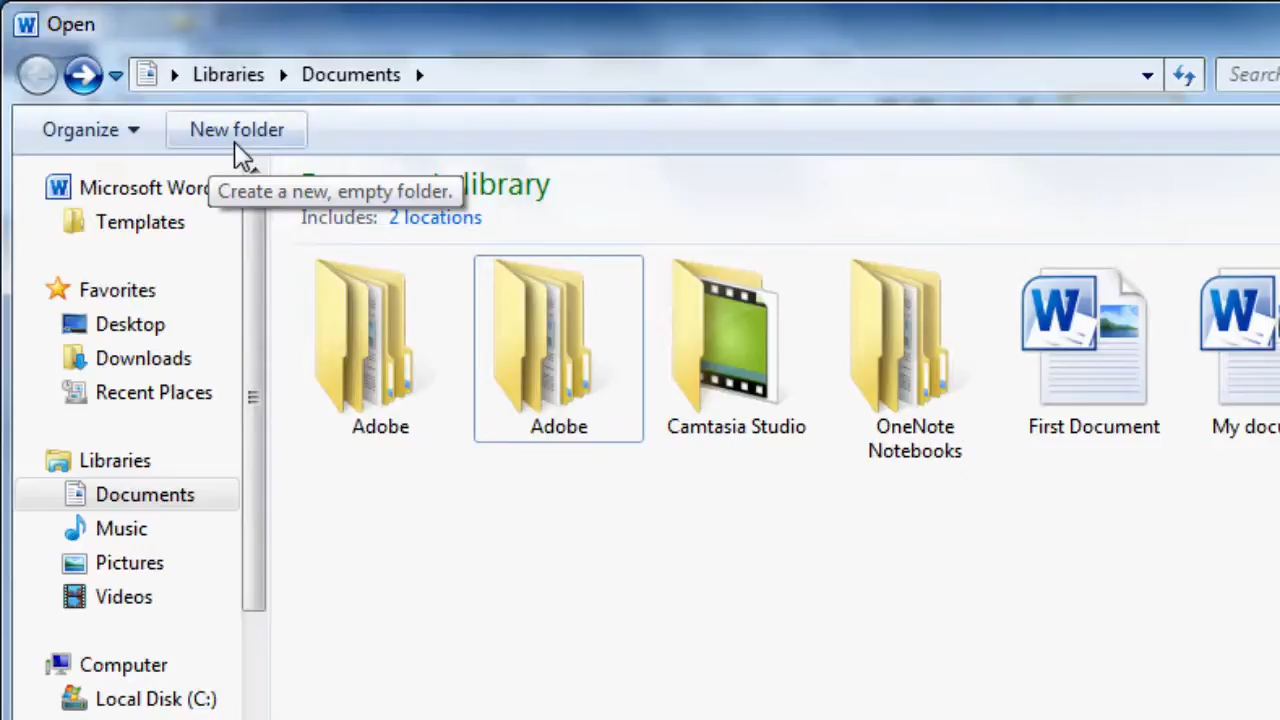 Open
Libraries Documents
Search
Organize
New folder
Create a new, empty folder.
Microsoft Word
Templates
Favorites
Desktop
Downloads
Recent Places
Libraries
Documents
Music
Pictures
Videos
Computer
Local Disk (C:)
library
Includes: 2 locations
Adobe
Adobe
Camtasia Studio
OneNote
Notebooks
First Document
My docu